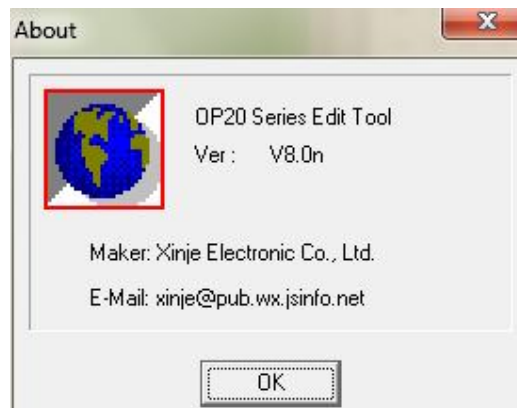 About
OP20 Series Edit Tool
Ver : V8.0n
Maker: Xinje Electronic Co., Ltd.
E-Mail: xinje@pub.wx.jsinfo.net
OK